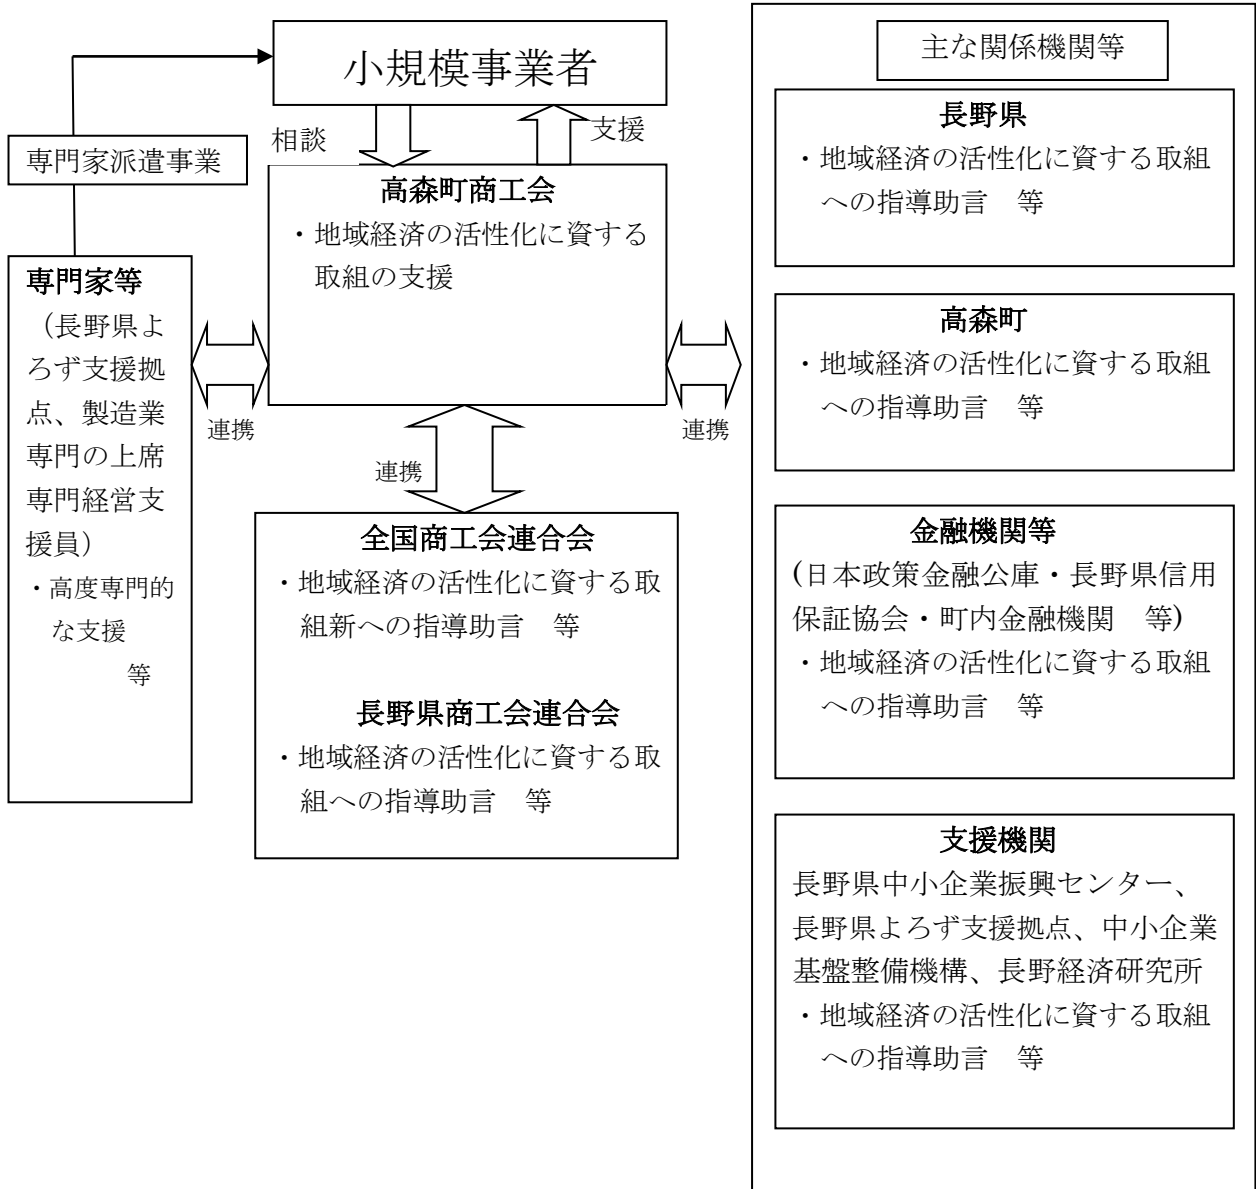 小規模事業者
相談
支援
専門家派遣事業
高森町商工会
・地域経済の活性化に資する
取組の支援
専門家等
（長野県よ
ろず支援拠
点、製造業
専門の上席
専門経営支
援員）
・高度専門的
な支援
等
連携
連携
連携
全国商工会連合会
・地域経済の活性化に資する取
組新への指導助言　等
長野県商工会連合会
・地域経済の活性化に資する取
組への指導助言　等
主な関係機関等
長野県
・地域経済の活性化に資する取組
への指導助言　等
高森町
・地域経済の活性化に資する取組
への指導助言　等
金融機関等
(日本政策金融公庫・長野県信用
保証協会・町内金融機関　等)
・地域経済の活性化に資する取組
への指導助言　等
支援機関
長野県中小企業振興センター、
長野県よろず支援拠点、中小企業
基盤整備機構、長野経済研究所
・地域経済の活性化に資する取組
への指導助言　等